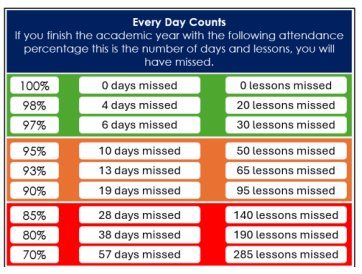 Every Day Counts
If you finish the academic year with the following attendance
percentage this is the number of days and lessons, you will
have missed.
100% 0 days missed 0 lessons missed
98% 4 days missed 20 lessons missed
97% 6 days missed 30 lessons missed
95% 10 days missed 50 lessons missed
93% 13 days missed 65 lessons missed
90% 19 days missed 95 lessons missed
85% 28 days missed 140 lessons missed
80% 38 days missed 190 lessons missed
70% 57 days missed 285 lessons missed